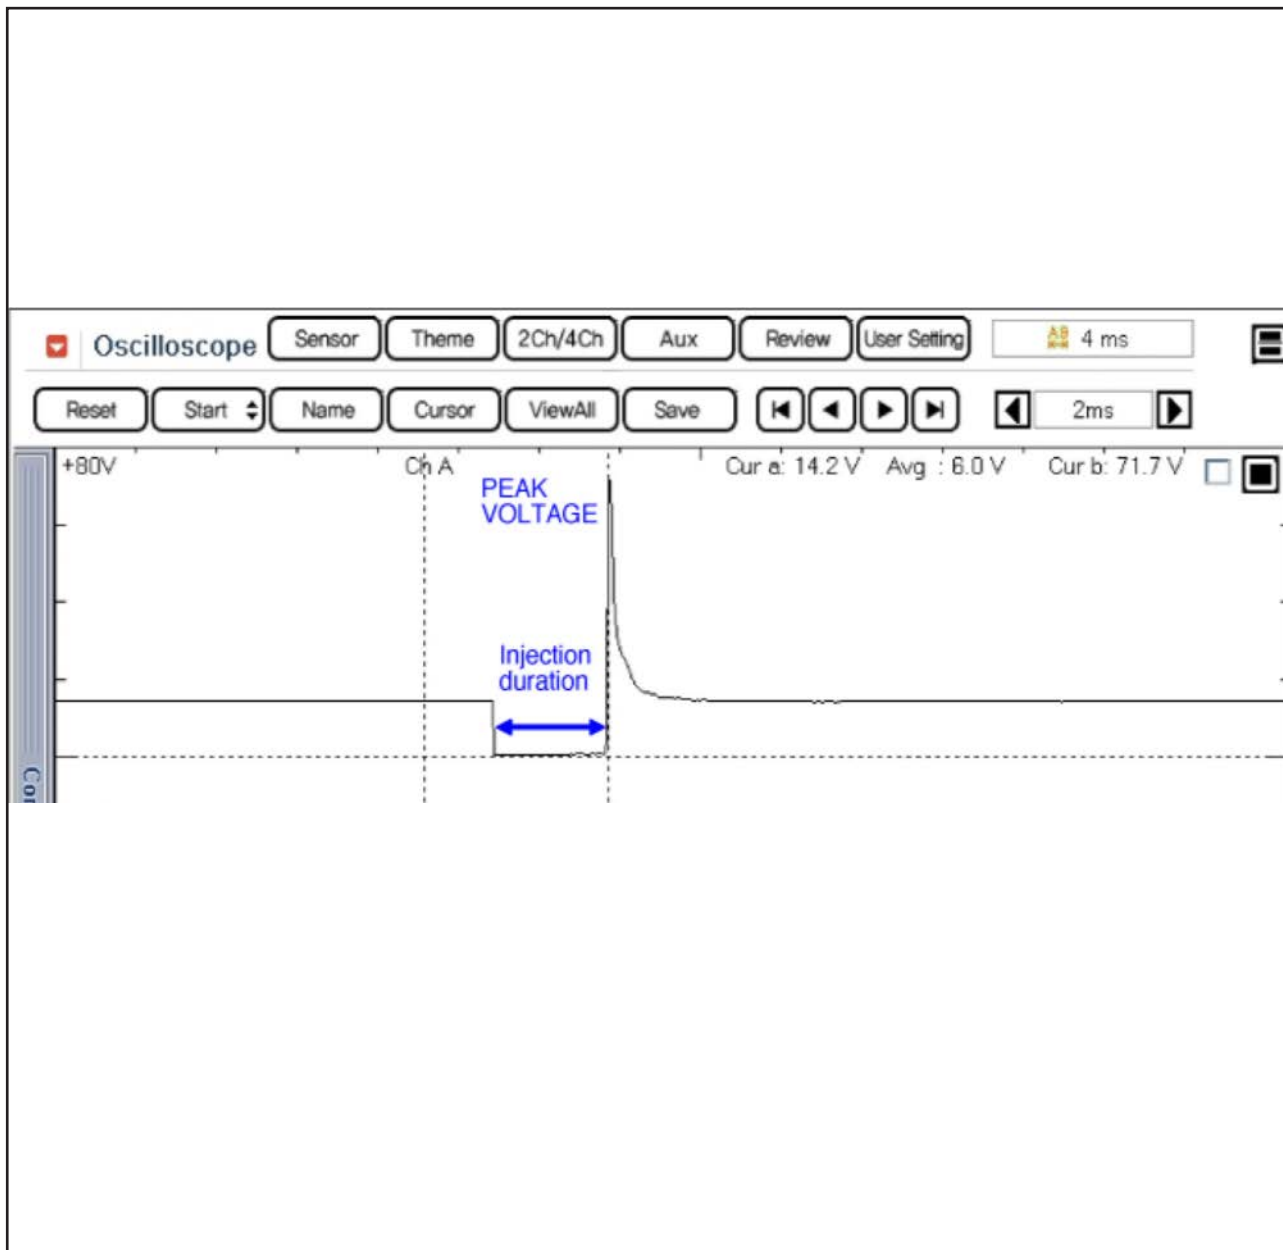 Oscilloscope Sensor Theme 2Ch/4Ch Aux Review User Setting AB 4 ms
Reset Start Name Cursor ViewAll Save 2ms
+80V Ch A Cur a: 14.2 V Avg : 6.0 V Cur b: 71.7 V
PEAK
VOLTAGE
Injection
duration